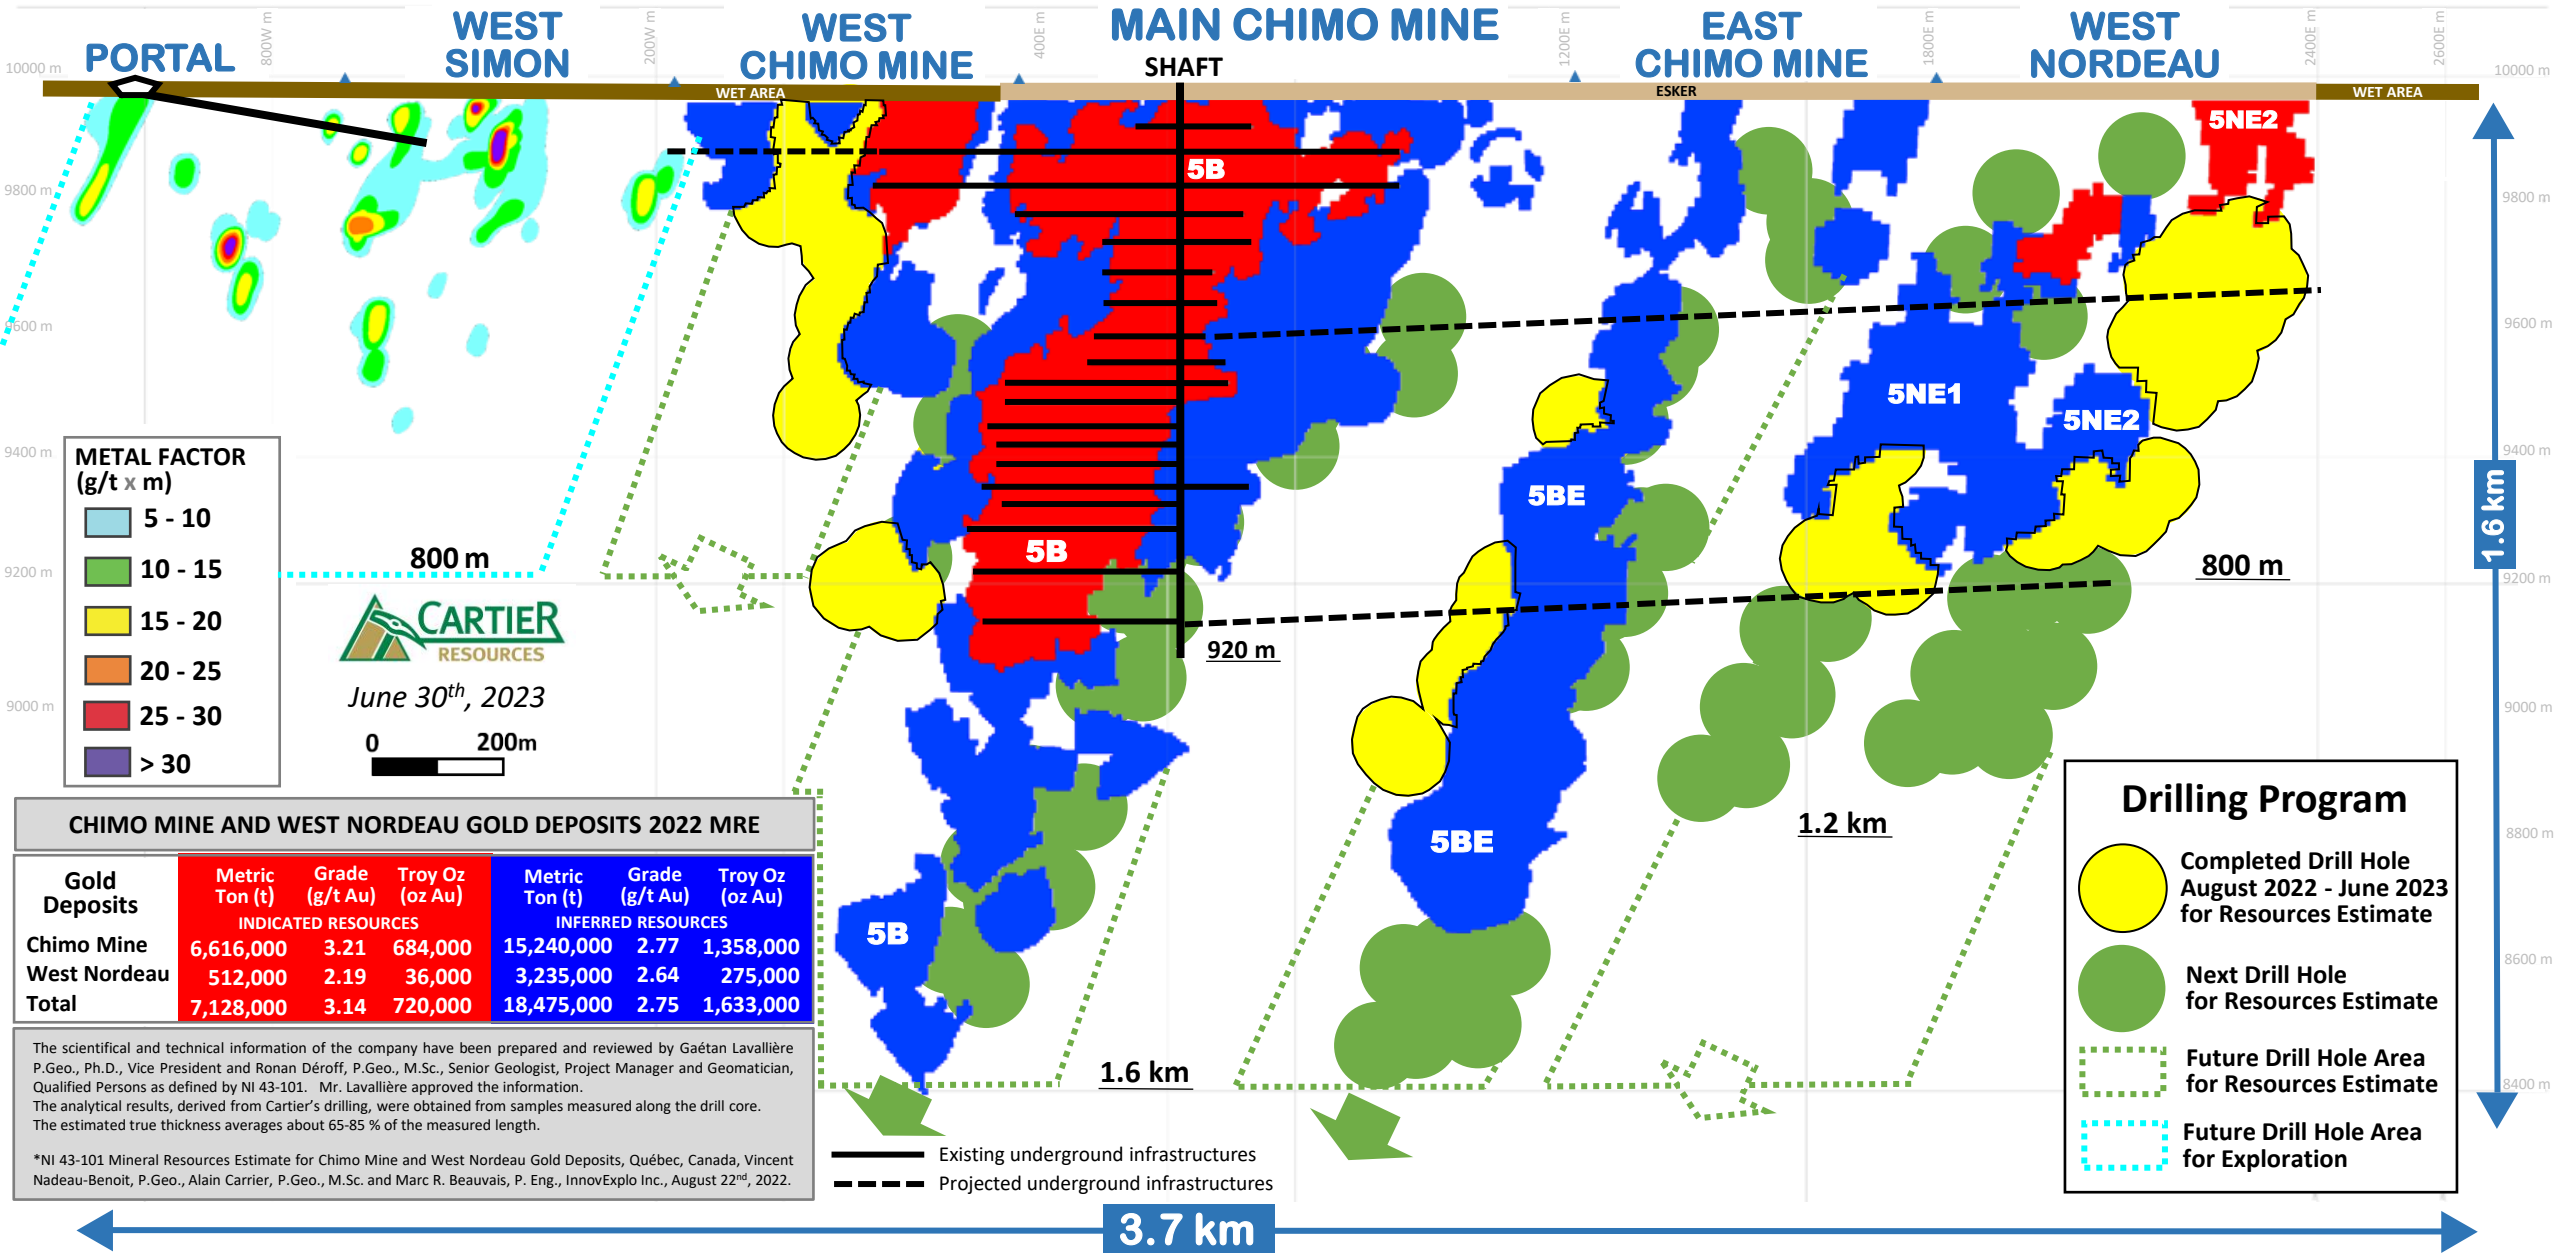 800W m
200W m
400E m
1200E m
1800E m
2400E m
2600E m
PORTAL
WEST
SIMON
WEST
CHIMO MINE
MAIN CHIMO MINE
SHAFT
EAST
CHIMO MINE
WEST
NORDEAU
10000 m
10000 m
WET AREA
ESKER
WET AREA
5NE2
5B
9800 m
9800 m
9600 m
9600 m
5NE1
5NE2
9400 m
9400 m
5BE
1.6 km
METAL FACTOR
(g/t x m)
5 - 10
10 - 15
15 - 20
20 - 25
25 - 30
> 30
800 m
5B
800 m
9200 m
9200 m
CARTIER
RESOURCES
920 m
June 30th, 2023
9000 m
9000 m
0 200m
5BE
1.2 km
8800 m
5B
8600 m
1.6 km
8400 m
CHIMO MINE AND WEST NORDEAU GOLD DEPOSITS 2022 MRE
Gold
Deposits
Metric
Ton (t)
Grade
(g/t Au)
Troy Oz
(oz Au)
Metric
Ton (t)
Grade
(g/t Au)
Troy Oz
(oz Au)
INDICATED RESOURCES INFERRED RESOURCES
Chimo Mine 6,616,000 3.21 684,000 15,240,000 2.77 1,358,000
West Nordeau 512,000 2.19 36,000 3,235,000 2.64 275,000
Total 7,128,000 3.14 720,000 18,475,000 2.75 1,633,000
The scientifical and technical information of the company have been prepared and reviewed by Gaétan Lavallière
P.Geo., Ph.D., Vice President and Ronan Déroff, P.Geo., M.Sc., Senior Geologist, Project Manager and Geomatician,
Qualified Persons as defined by NI 43-101. Mr. Lavallière approved the information.
The analytical results, derived from Cartier's drilling, were obtained from samples measured along the drill core.
The estimated true thickness averages about 65-85 % of the measured length.
*NI 43-101 Mineral Resources Estimate for Chimo Mine and West Nordeau Gold Deposits, Québec, Canada, Vincent
Nadeau-Benoit, P.Geo., Alain Carrier, P.Geo., M.Sc. and Marc R. Beauvais, P. Eng., InnovExplo Inc., August 22nd, 2022.
Existing underground infrastructures
Projected underground infrastructures
Drilling Program
Completed Drill Hole
August 2022 - June 2023
for Resources Estimate
Next Drill Hole
for Resources Estimate
Future Drill Hole Area
for Resources Estimate
Future Drill Hole Area
for Exploration
3.7 km